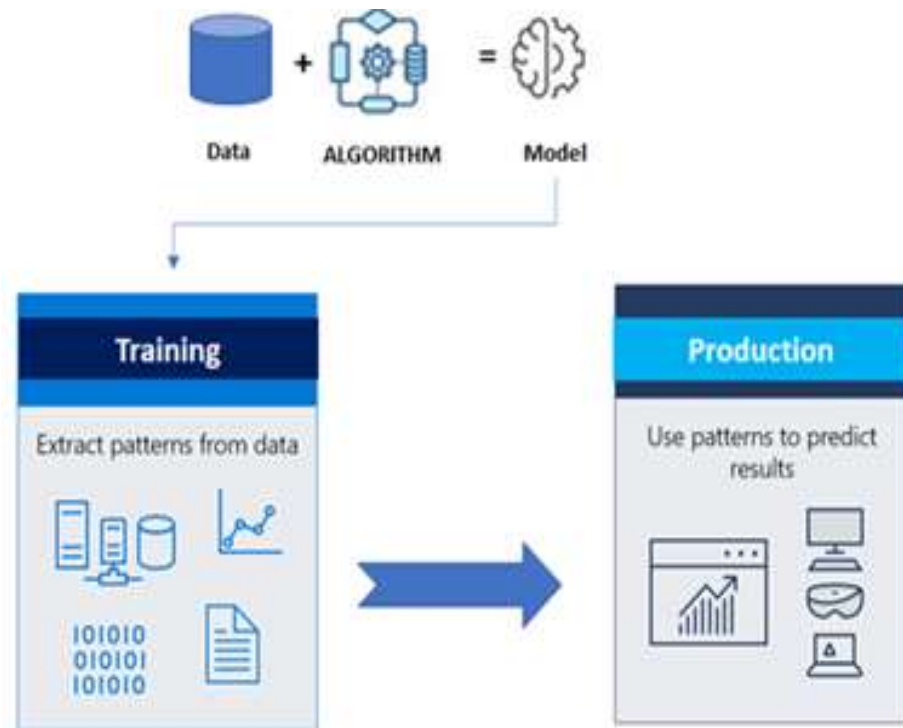 + =
Data ALGORITHM Model
Training
Extract patterns from data
101010
010101
101010
Production
Use patterns to predict
results